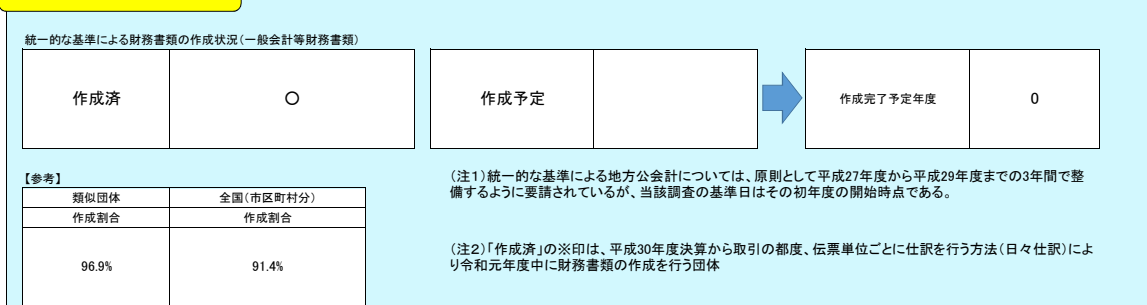 統一的な基準による財務書類の作成状況(一般会計等財務書類)
作成済
〇
作成予定
作成完了予定年度
0
【参考】
類似団体
全国(市区町村分)
作成割合
作成割合
96.9%
91.4%
(注1)統一的な基準による地方公会計については、原則として平成27年度から平成29年度までの3年間で整
備するように要請されているが、当該調査の基準日はその初年度の開始時点である。
(注2)「作成済」の※印は、平成30年度決算から取引の都度、伝票単位ごとに仕訳を行う方法(日々仕訳)によ
り令和元年度中に財務書類の作成を行う団体